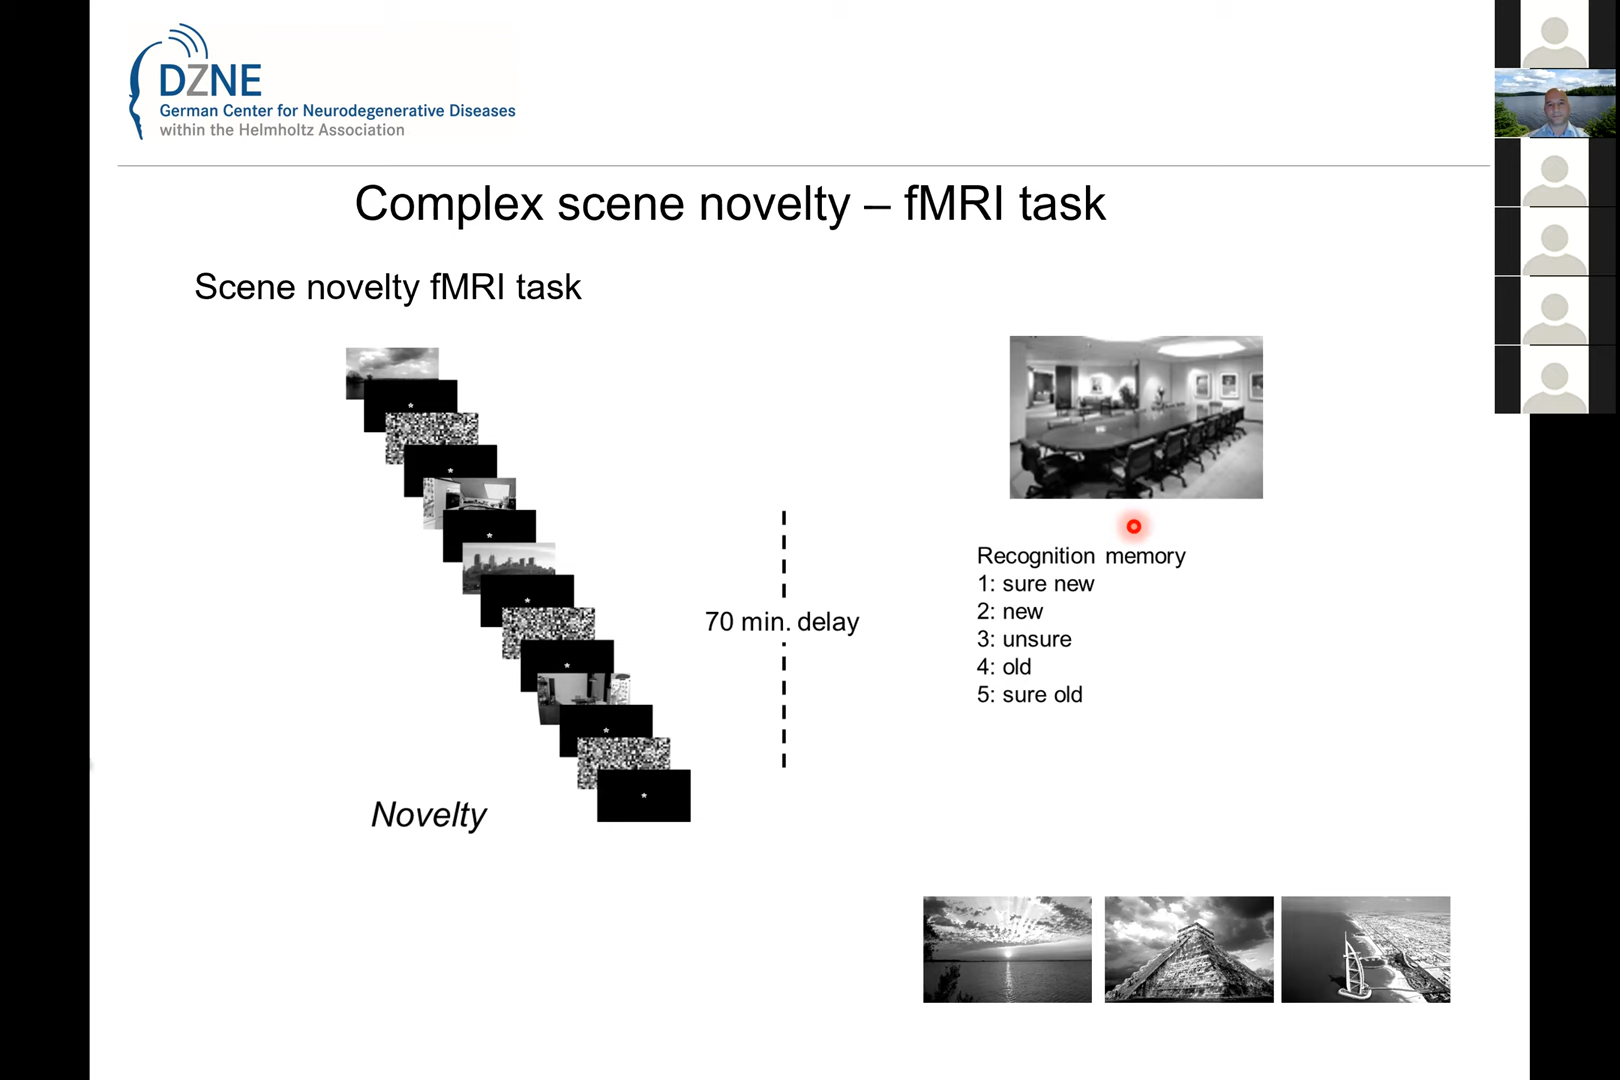 DZNE
German Center for Neurodegenerative Diseases
within the Helmholtz Association
Complex scene novelty – fMRI task
Scene novelty fMRI task
70 min. delay
Recognition memory
1: sure new
2: new
3: unsure
4: old
5: sure old
Novelty